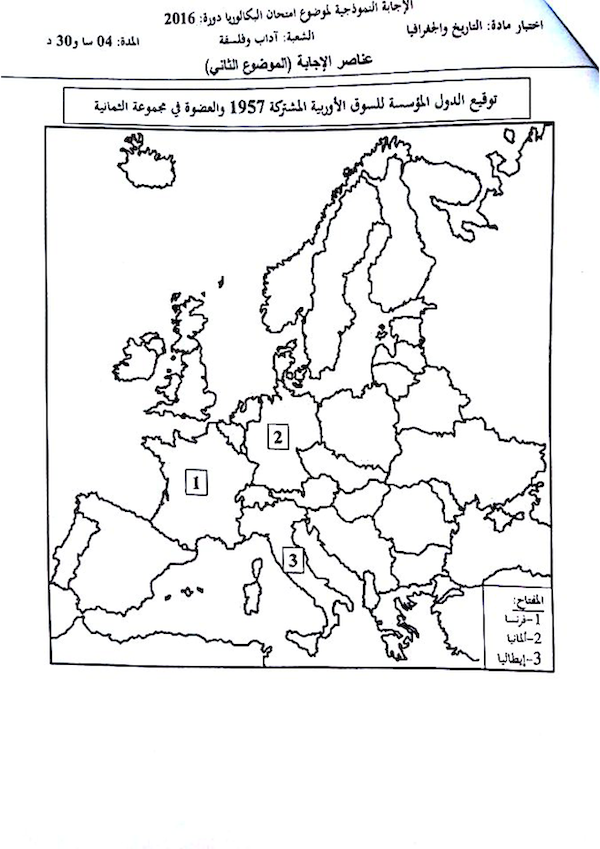 الإجابة النموذجية لموضوع امتحان البكالوريا دورة: 2016
اختبار مادة: التاريخ والجغرافيا الشعبة: آداب وفلسفة المدة: 04 سا و30 د
عناصر الإجابة (الموضوع الثاني)
توقيع الدول المؤسسة للسوق الأوربية المشتركة 1957 والعضوة في مجموعة الثمانية
2
1
3
المفتاح:
1-فرنسا
2-ألمانيا
3-إيطاليا